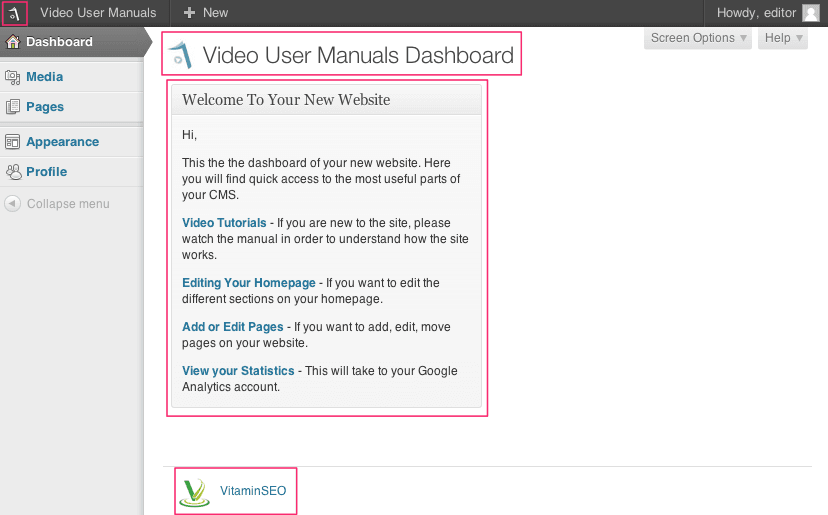 Video User Manuals
New
Howdy, editor
Dashboard
Media
Pages
Appearance
Profile
Collapse menu
Screen Options
Help
Video User Manuals Dashboard
Welcome To Your New Website
Hi,
This the the dashboard of your new website. Here
you will find quick access to the most useful parts of
your CMS.
Video Tutorials - If you are new to the site, please
watch the manual in order to understand how the site
works.
Editing Your Homepage - If you want to edit the
different sections on your homepage.
Add or Edit Pages - If you want to add, edit, move
pages on your website.
View your Statistics - This will take to your Google
Analytics account.
VitaminSEO